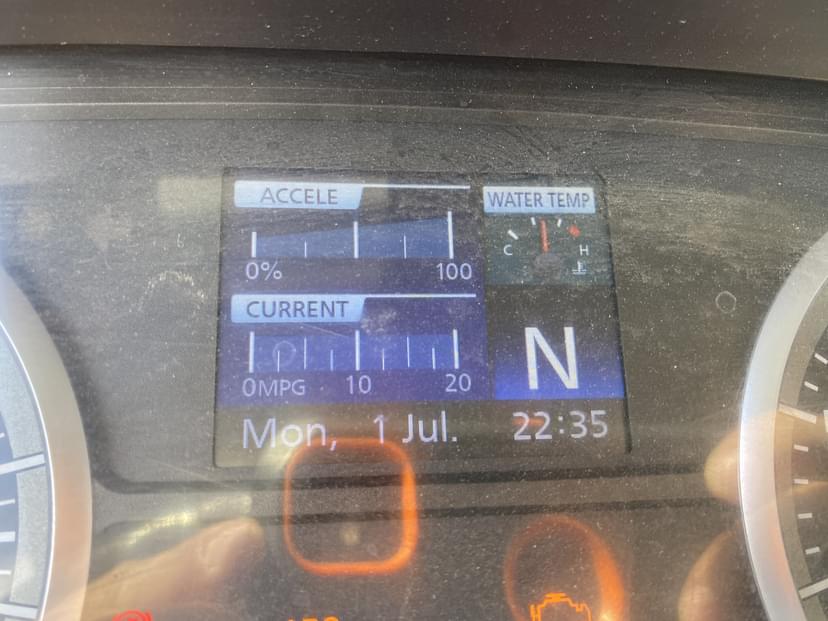 ACCELE
WATER TEMP
C H
0% 100
CURRENT
N
0MPG 10 20
Mon, 1 Jul. 22:35